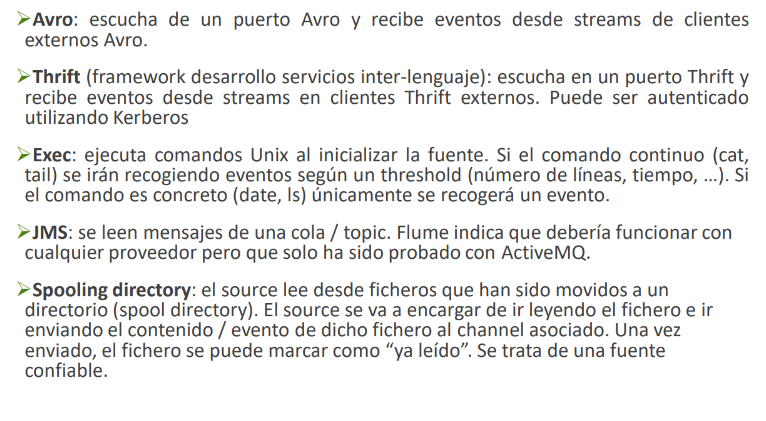 Avro: escucha de un puerto Avro y recibe eventos desde streams de clientes
externos Avro.
Thrift (framework desarrollo servicios inter-lenguaje): escucha en un puerto Thrift y
recibe eventos desde streams en clientes Thrift externos. Puede ser autenticado
utilizando Kerberos
Exec: ejecuta comandos Unix al inicializar la fuente. Si el comando continuo (cat,
tail) se irán recogiendo eventos según un threshold (número de líneas, tiempo, …). Si
el comando es concreto (date, ls) únicamente se recogerá un evento.
JMS: se leen mensajes de una cola / topic. Flume indica que debería funcionar con
cualquier proveedor pero que solo ha sido probado con ActiveMQ.
Spooling directory: el source lee desde ficheros que han sido movidos a un
directorio (spool directory). El source se va a encargar de ir leyendo el fichero e ir
enviando el contenido / evento de dicho fichero al channel asociado. Una vez
enviado, el fichero se puede marcar como “ya leído”. Se trata de una fuente
confiable.